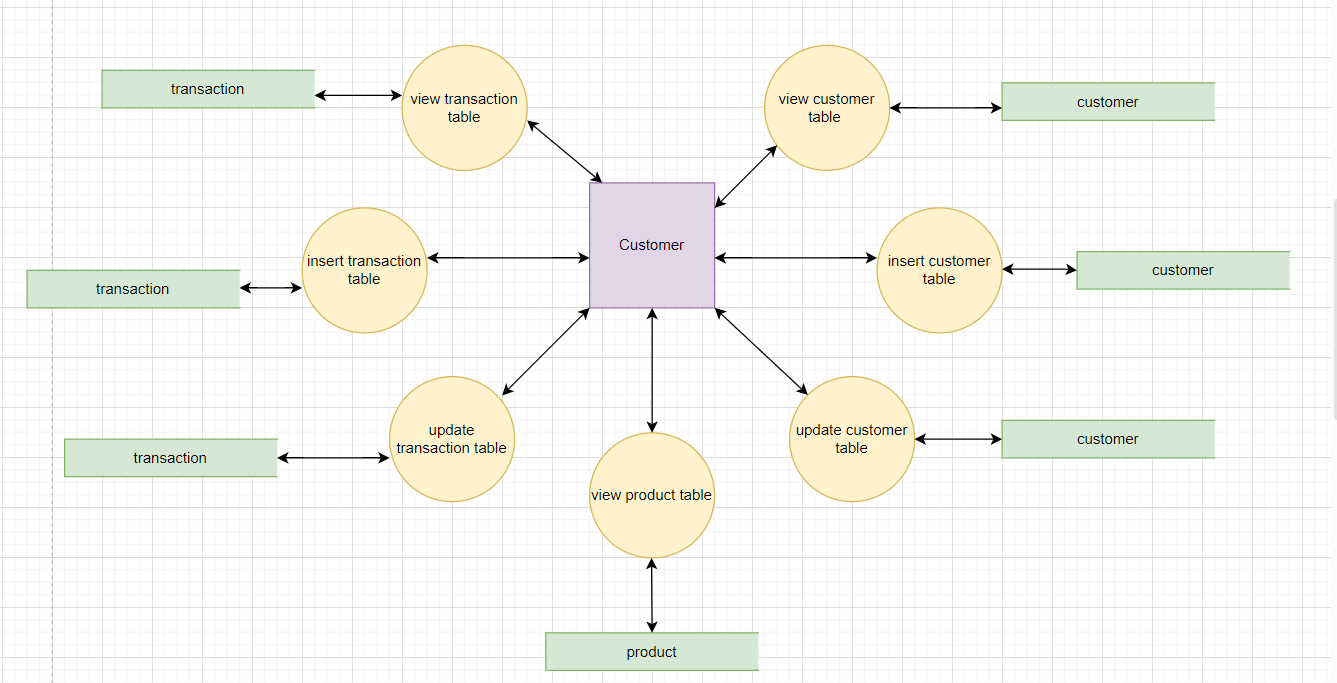 transaction
view transaction
table
view customer
table
customer
Customer
insert transaction
table
insert customer
table
customer
transaction
update
transaction table
update customer
table
customer
transaction
view product table
product